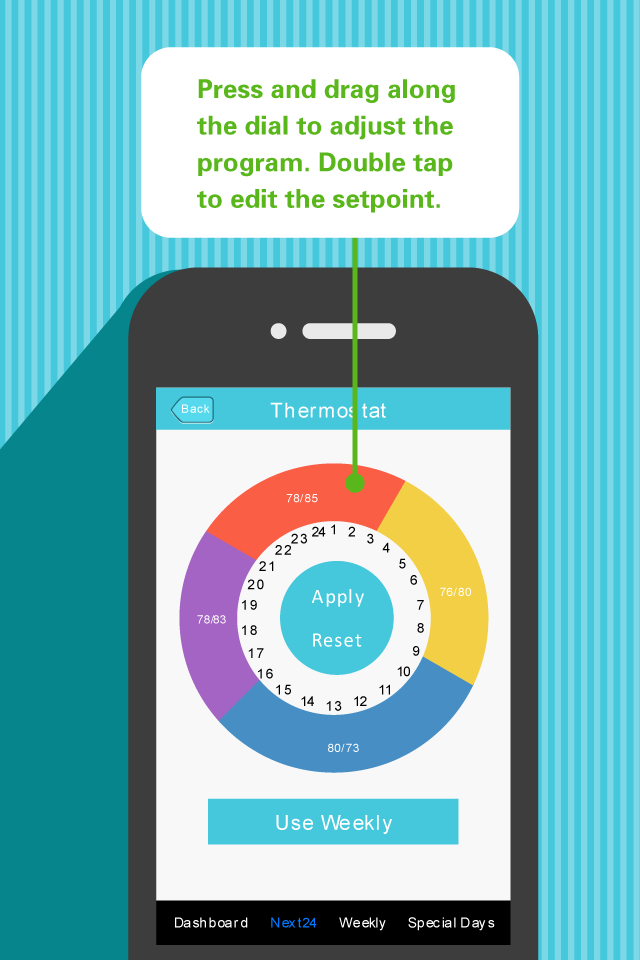 Press and drag along
the dial to adjust the
program. Double tap
to edit the setpoint.
Back
Thermostat
78/85
76/80
80/73
78/83
1
2
3
4
5
6
7
8
9
10
11
12
13
14
15
16
17
18
19
20
21
22
23
24
Apply
Reset
Use Weekly
Dashboard Next24 Weekly Special Days